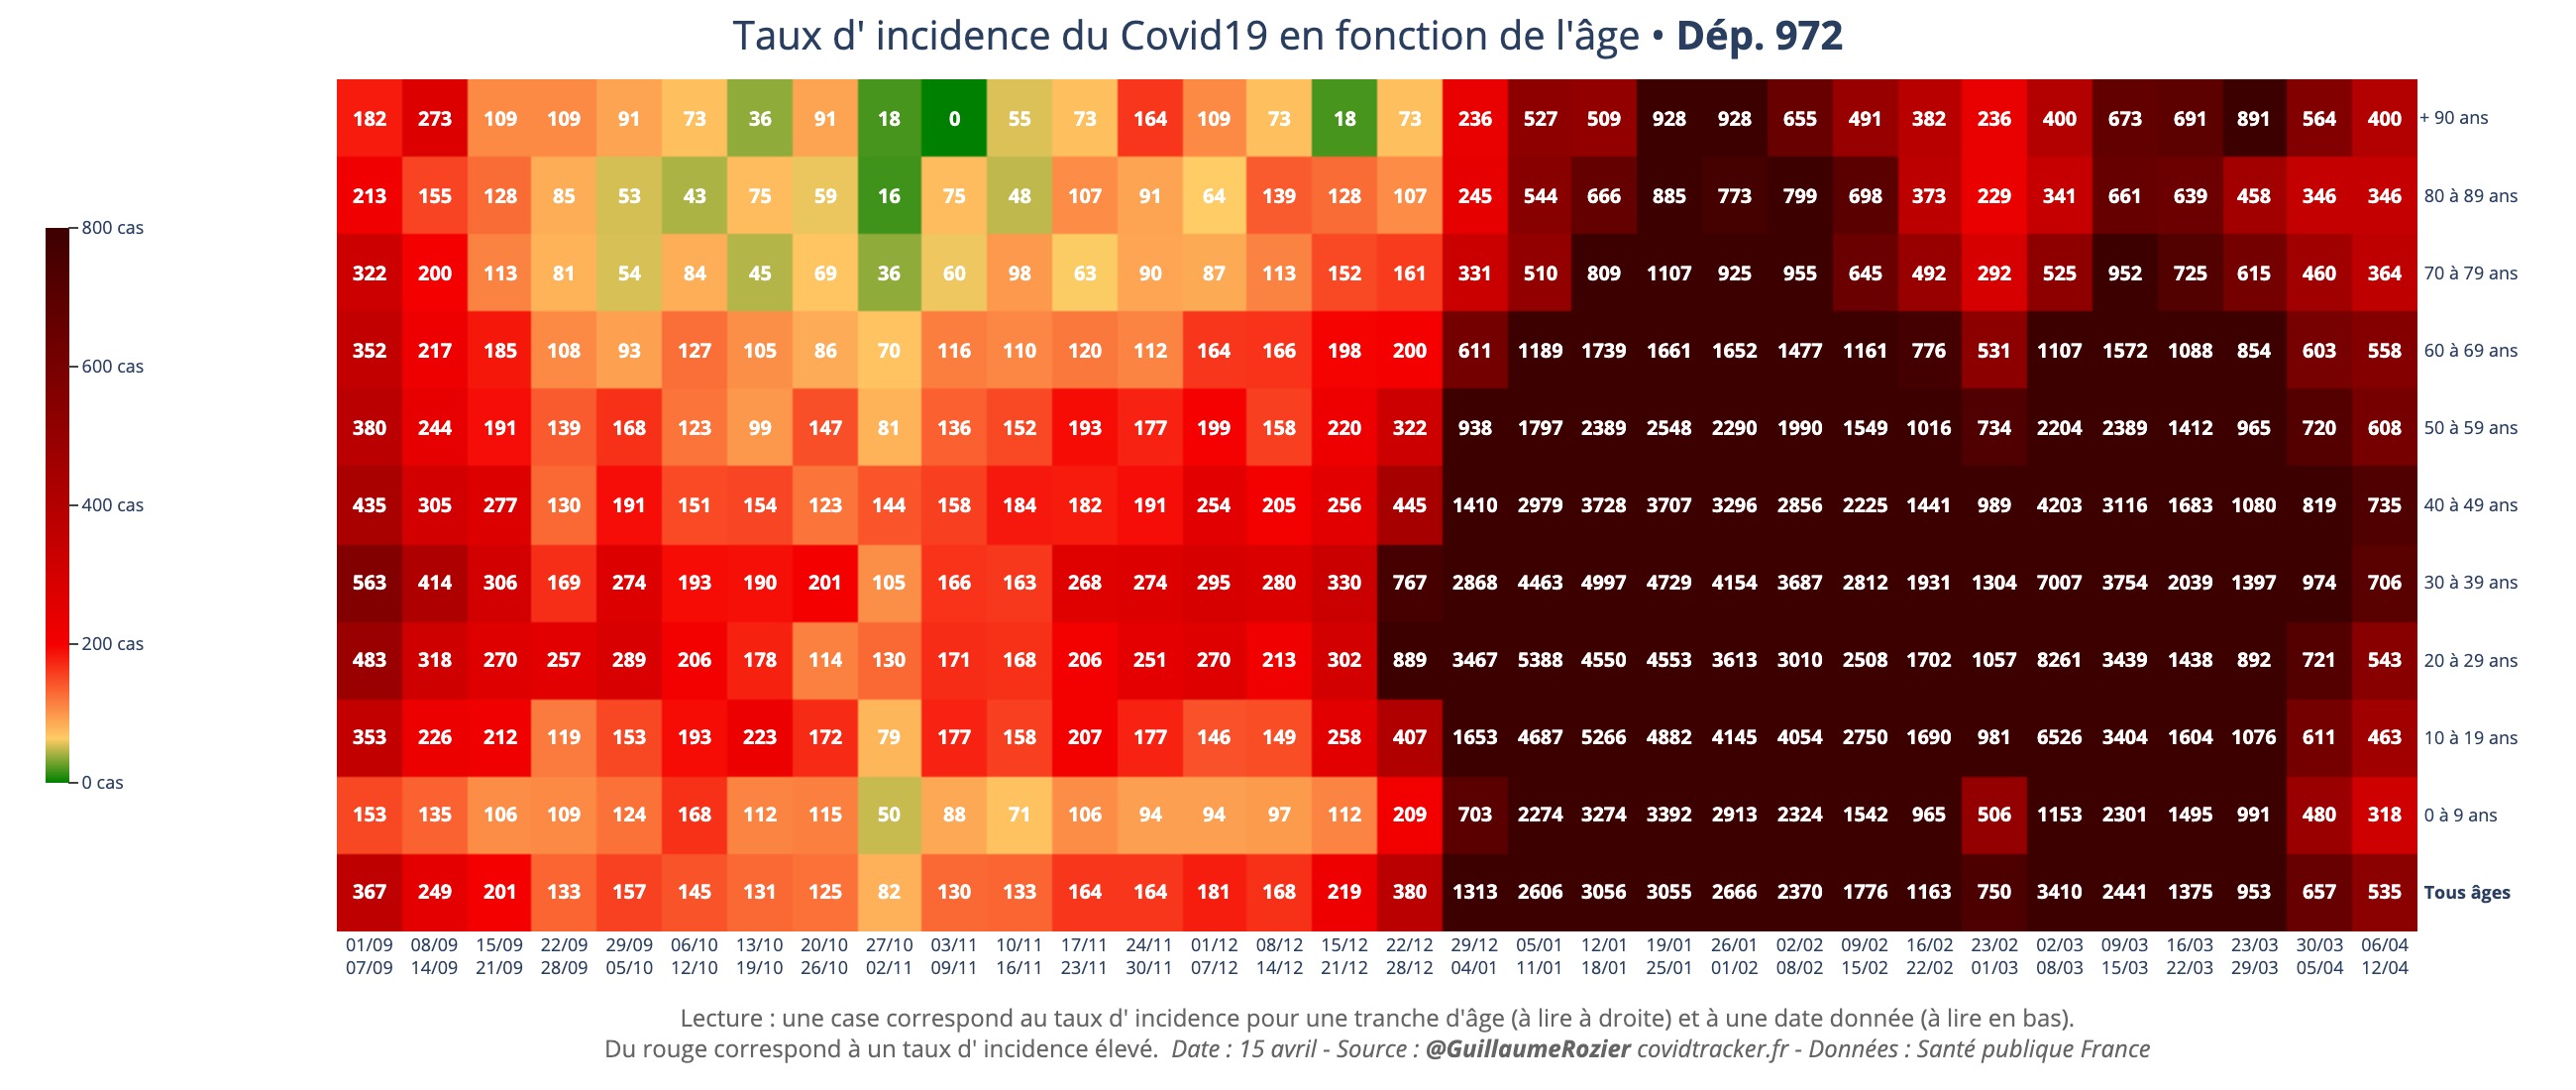 Taux d' incidence du Covid19 en fonction de l'âge • Dép. 972
182 273 109 109 91 73 36 91 18 0 55 73 164 109 73 18 73 236 527 509 928 928 655 491 382 236 400 673 691 891 564 400 + 90 ans
213 155 128 85 53 43 75 59 16 75 48 107 91 64 139 128 107 245 544 666 885 773 799 698 373 229 341 661 639 458 346 346 80 à 89 ans
800 cas
322 200 113 81 54 84 45 69 36 60 98 63 90 87 113 152 161 331 510 809 1107 925 955 645 492 292 525 952 725 615 460 364 70 à 79 ans
352 217 185 108 93 127 105 86 70 116 110 120 112 164 166 198 200 611 1189 1739 1661 1652 1477 1161 776 531 1107 1572 1088 854 603 558 60 à 69 ans
600 cas
380 244 191 139 168 123 99 147 81 136 152 193 177 199 158 220 322 938 1797 2389 2548 2290 1990 1549 1016 734 2204 2389 1412 965 720 608 50 à 59 ans
400 cas
435 305 277 130 191 151 154 123 144 158 184 182 191 254 205 256 445 1410 2979 3728 3707 3296 2856 2225 1441 989 4203 3116 1683 1080 819 735 40 à 49 ans
563 414 306 169 274 193 190 201 105 166 163 268 274 295 280 330 767 2868 4463 4997 4729 4154 3687 2812 1931 1304 7007 3754 2039 1397 974 706 30 à 39 ans
200 cas
483 318 270 257 289 206 178 114 130 171 168 206 251 270 213 302 889 3467 5388 4550 4553 3613 3010 2508 1702 1057 8261 3439 1438 892 721 543 20 à 29 ans
353 226 212 119 153 193 223 172 79 177 158 207 177 146 149 258 407 1653 4687 5266 4882 4145 4054 2750 1690 981 6526 3404 1604 1076 611 463 10 à 19 ans
0 cas
153 135 106 109 124 168 112 115 50 88 71 106 94 94 97 112 209 703 2274 3274 3392 2913 2324 1542 965 506 1153 2301 1495 991 480 318 0 à 9 ans
367 249 201 133 157 145 131 125 82 130 133 164 164 181 168 219 380 1313 2606 3056 3055 2666 2370 1776 1163 750 3410 2441 1375 953 657 535 Tous âges
01/09 08/09 15/09 22/09 29/09 06/10 13/10 20/10 27/10 03/11 10/11 17/11 24/11 01/12 08/12 15/12 22/12 29/12 05/01 12/01 19/01 26/01 02/02 09/02 16/02 23/02 02/03 09/03 16/03 23/03 30/03 06/04
07/09 14/09 21/09 28/09 05/10 12/10 19/10 26/10 02/11 09/11 16/11 23/11 30/11 07/12 14/12 21/12 28/12 04/01 11/01 18/01 25/01 01/02 08/02 15/02 22/02 01/03 08/03 15/03 22/03 29/03 05/04 12/04
Lecture : une case correspond au taux d' incidence pour une tranche d'âge (à lire à droite) et à une date donnée (à lire en bas).
Du rouge correspond à un taux d' incidence élevé. Date : 15 avril - Source : @GuillaumeRozier covidtracker.fr - Données : Santé publique France